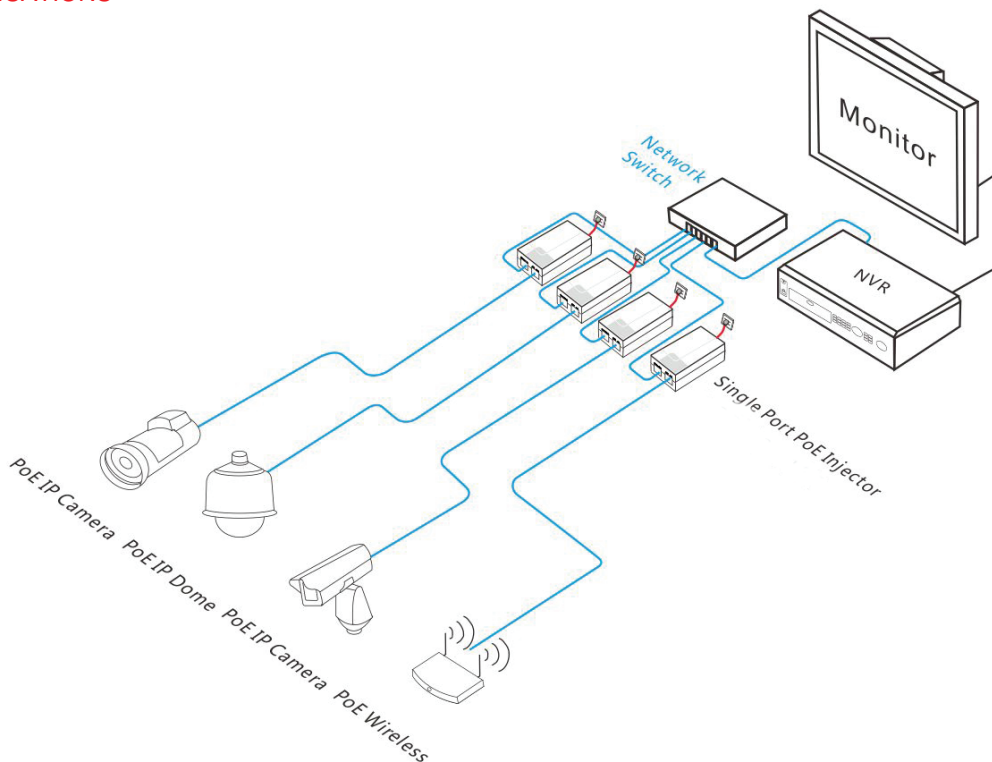 Monitor
Network
Switch
NVR
Single Port PoE Injector
PoE IP Camera
PoE IP Dome
PoE IP Camera
PoE Wireless